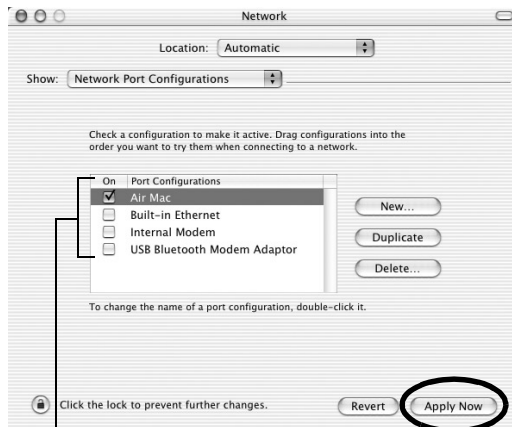 Network
Location: Automatic
Show: Network Port Configurations
Check a configuration to make it active. Drag configurations into the
order you want to try them when connecting to a network.
On Port Configurations
Air Mac
Built-in Ethernet
Internal Modem
USB Bluetooth Modem Adaptor
New...
Duplicate
Delete...
To change the name of a port configuration, double-click it.
Click the lock to prevent further changes.
Revert
Apply Now